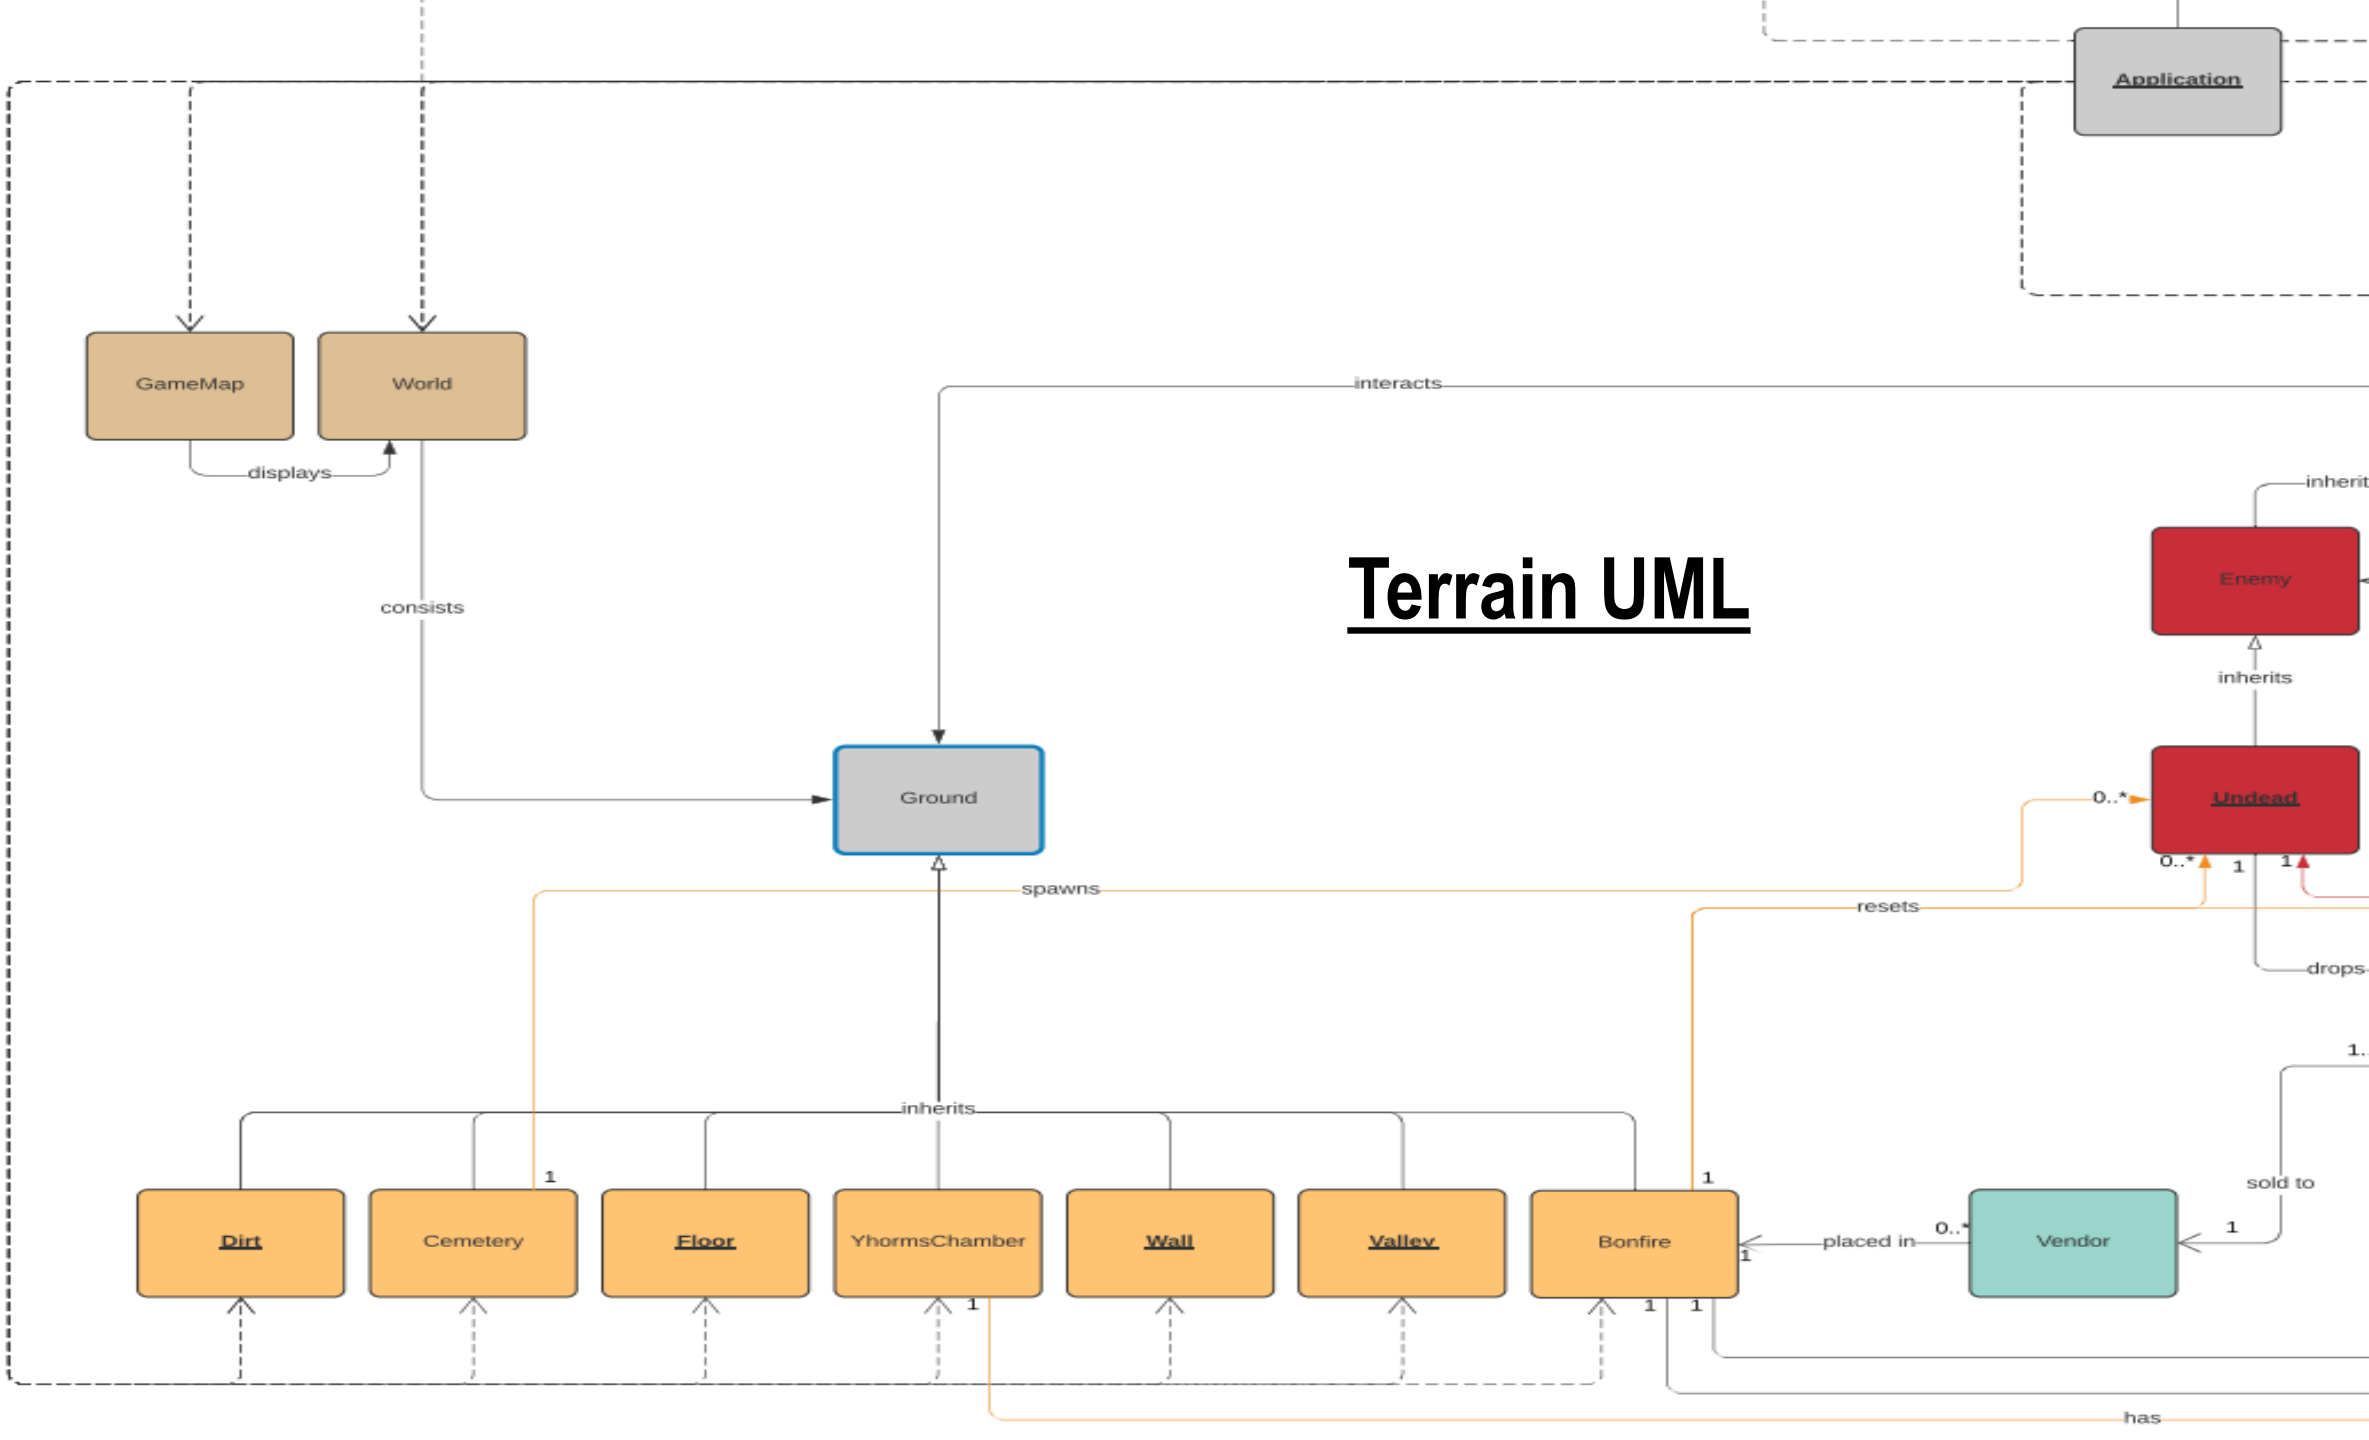 Application
GameMap
World
interacts
displays
inherit
Terrain UML
Enemy
consists
inherits
Ground
0..*
Undead
0..*
1
1
spawns
resets
drops
1..
inherits
1
1
sold to
Dirt
Cemetery
Floor
YhormsChamber
Wall
Valley
Bonfire
1
placed in
0..*
Vendor
1
1
1
1
has